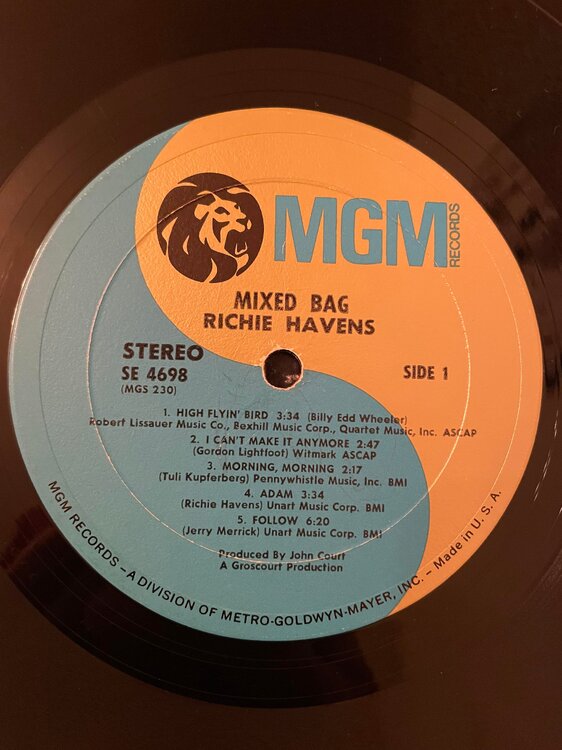 MGM RECORDS
MIXED BAG
RICHIE HAVENS
STEREO
SE 4698
(MGS 230)
SIDE 1
1. HIGH FLYIN' BIRD 3:34 (Billy Edd Wheeler)
Robert Lissauer Music Co., Bexhill Music Corp., Quartet Music, Inc. ASCAP
2. I CAN'T MAKE IT ANYMORE 2:47
(Gordon Lightfoot) Witmark ASCAP
3. MORNING, MORNING 2:17
(Tuli Kupferberg) Pennywhistle Music, Inc. BMI
4. ADAM 3:34
(Richie Havens) Unart Music Corp. BMI
5. FOLLOW 6:20
(Jerry Merrick) Unart Music Corp. BMI
Produced By John Court
A Groscourt Production
MGM RECORDS – A DIVISION OF METRO-GOLDWYN-MAYER, INC. – Made in U. S. A.